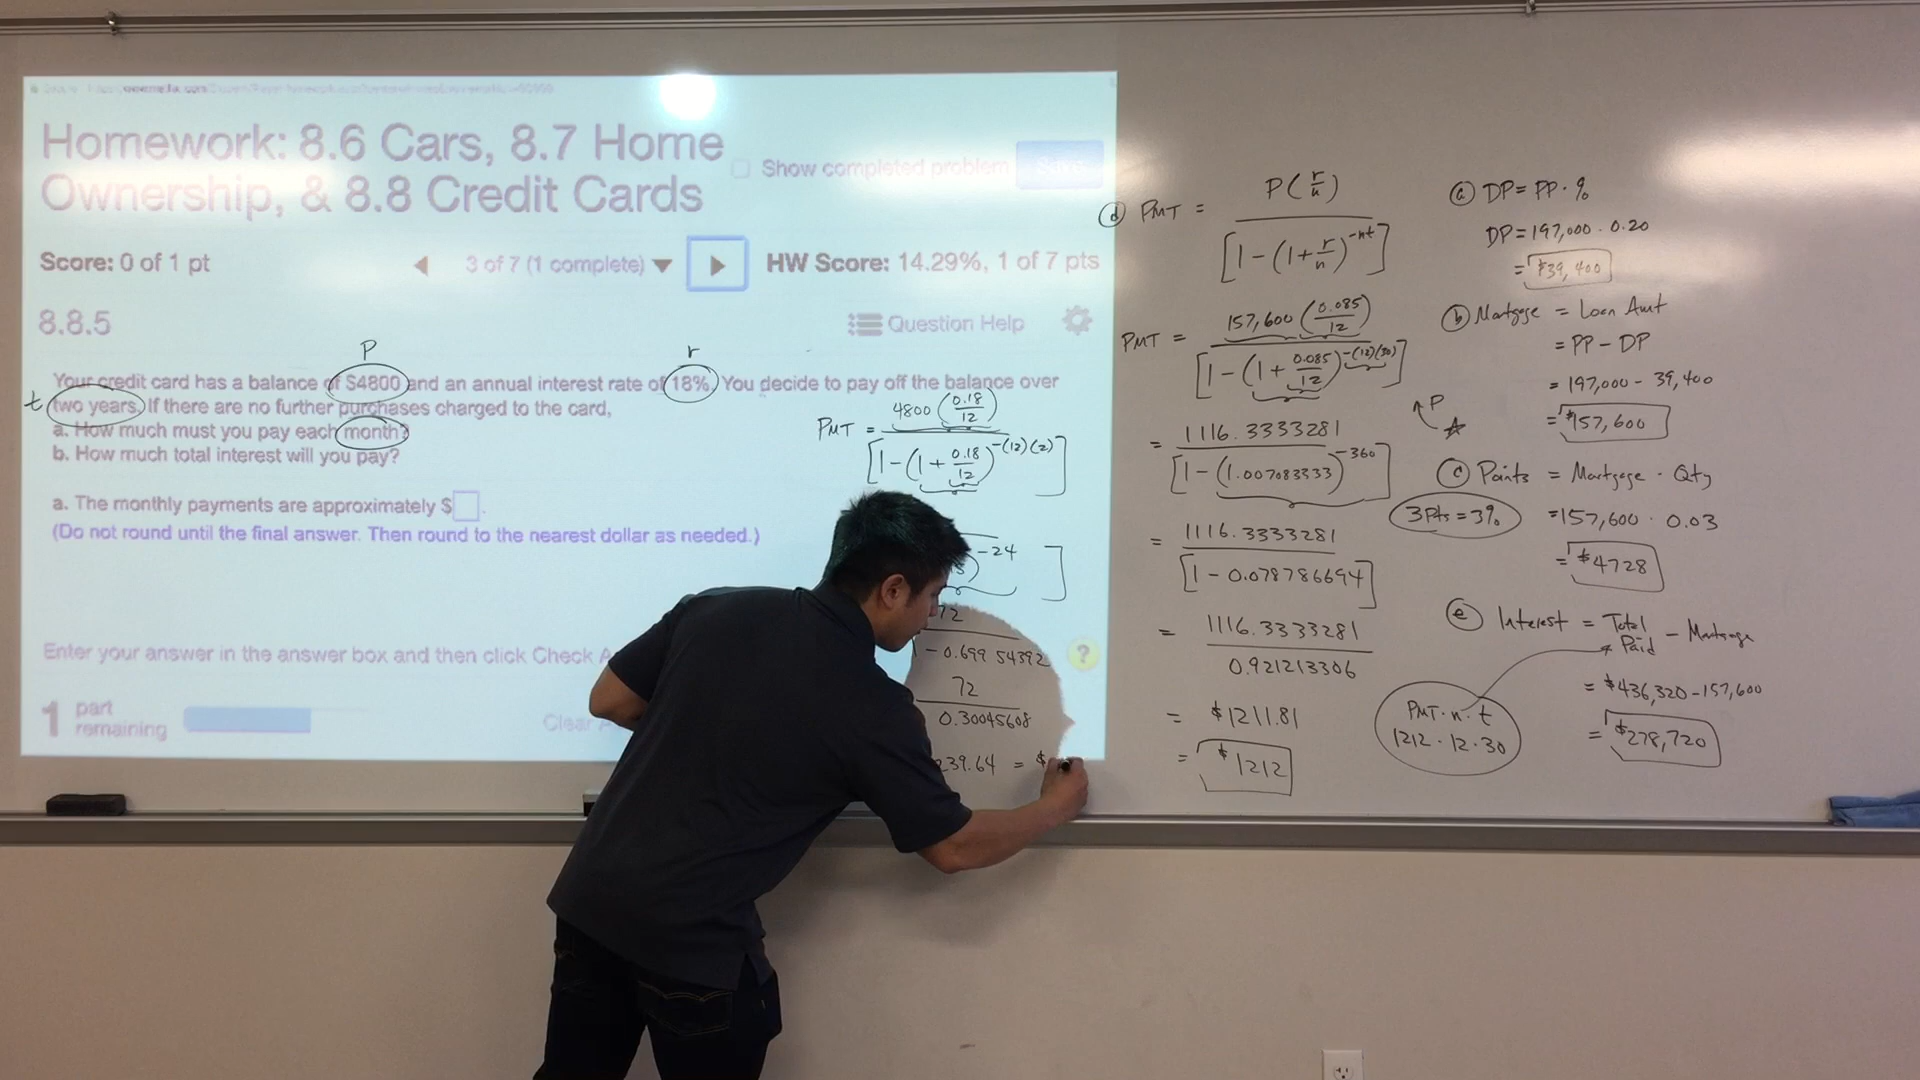 Homework: 8.6 Cars, 8.7 Home
Ownership, & 8.8 Credit Cards
Show completed problem
Save
Score: 0 of 1 pt
3 of 7 (1 complete)
HW Score: 14.29%, 1 of 7 pts
8.8.5
Question Help
P
r
Your credit card has a balance of $4800 and an annual interest rate of 18%. You decide to pay off the balance over
t
two years. If there are no further purchases charged to the card,
a. How much must you pay each month?
b. How much total interest will you pay?
a. The monthly payments are approximately $
(Do not round until the final answer. Then round to the nearest dollar as needed.)
Enter your answer in the answer box and then click Check
1 part
remaining
Clear
?
PMT = 4800 (0.18/12)
[1-(1+0.18/12)^-(12)(2)]
)^-24 ]
72
1 - 0.69954392
72
0.30045608
239.64 = $
(d) PMT = P(r/n)
[1-(1+r/n)^-nt]
PMT = 157,600 (0.085/12)
[1-(1+0.085/12)^-(12)(30)]
= 1116.3333281
[1-(1.007083333)^-360]
= 1116.3333281
[1 - 0.078786694]
= 1116.3333281
0.921213306
= $1211.81
= $1212
(a) DP = PP · %
DP = 197,000 · 0.20
= $39,400
(b) Mortgage = Loan Amt
= PP - DP
= 197,000 - 39,400
= $157,600
P
(c) Points = Mortgage · Qty
3Pts = 3%
= 157,600 · 0.03
= $4728
(e) Interest = Total Paid - Mortgage
= $436,320 - 157,600
PMT · n · t
1212 · 12 · 30
= $278,720